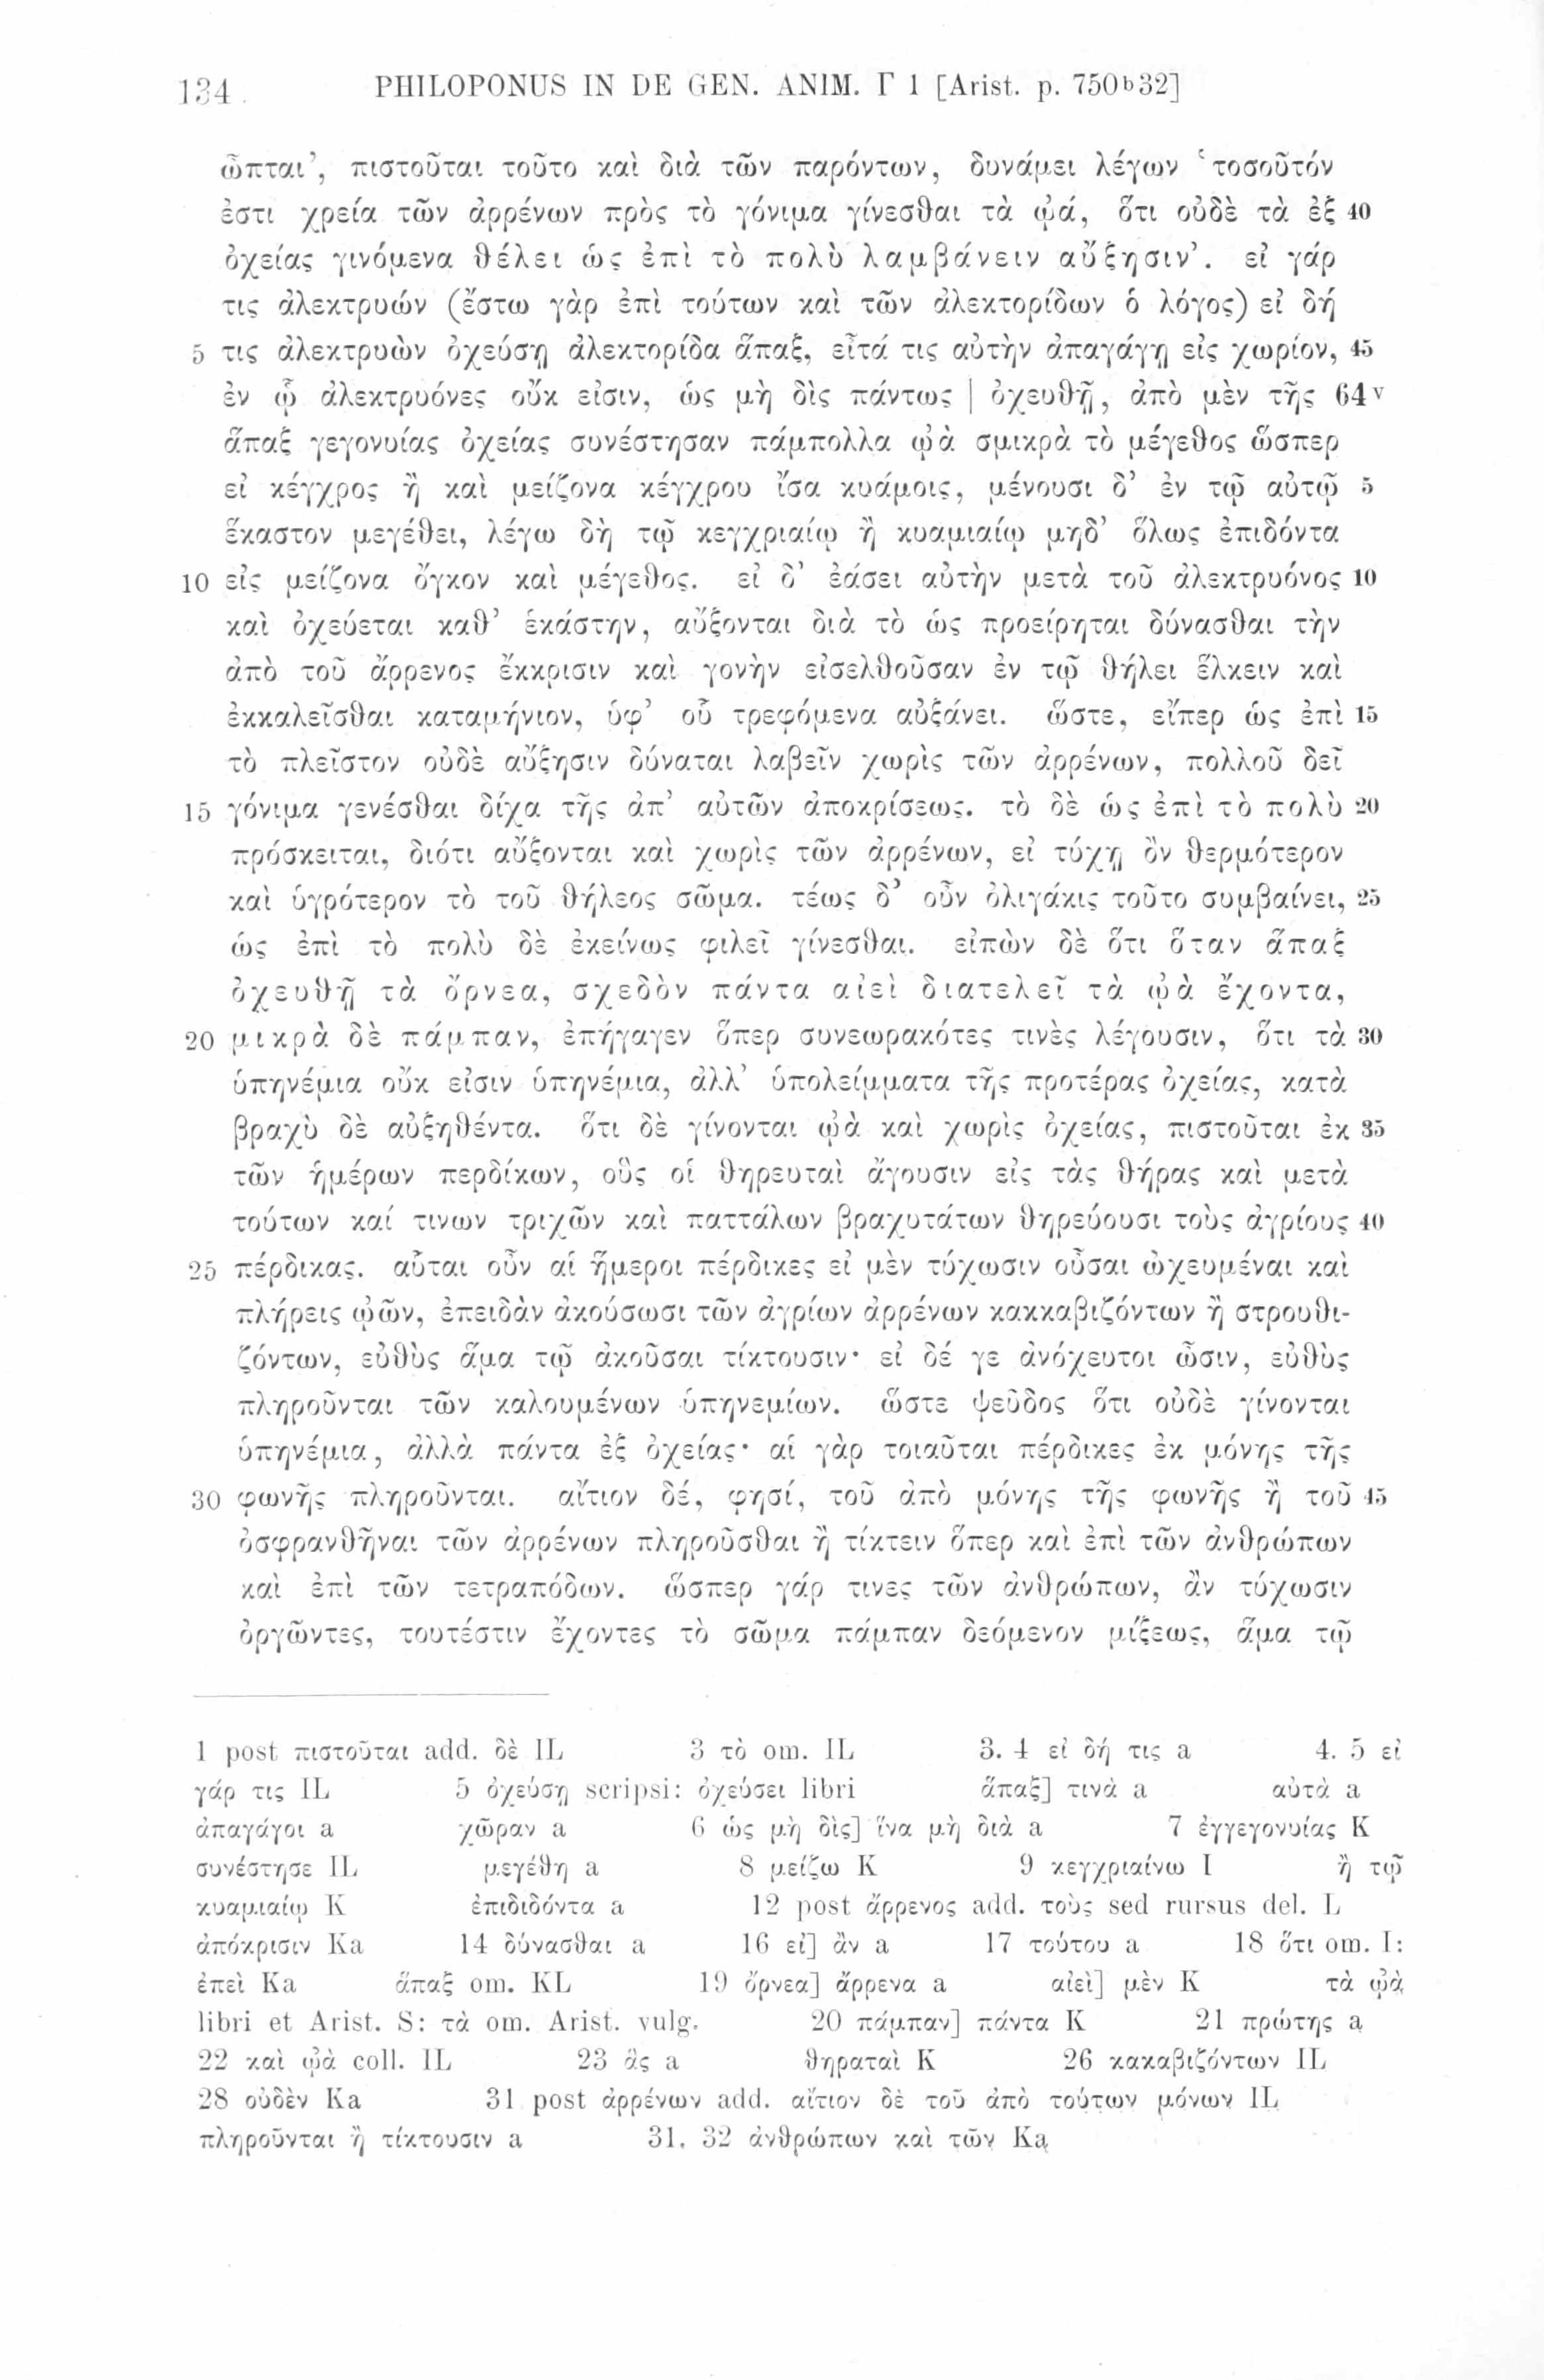 134 PHILOPONUS IN DE GEN. ANIM. Γ 1 [Arist. p. 750b32]
ὦπται’, πιστοῦται τοῦτο καὶ διὰ τῶν παρόντων, δυνάμει λέγων ‘τοσοῦτόν
ἐστι χρεία τῶν ἀρρένων πρὸς τὸ γόνιμα γίνεσθαι τὰ ᾠά, ὅτι οὐδὲ τὰ ἐξ 40
ὀχείας γινόμενα θέλει ὡς ἐπὶ τὸ πολὺ λαμβάνειν αὔξησιν’. εἰ γάρ
τις ἀλεκτρυών (ἔστω γὰρ ἐπὶ τούτων καὶ τῶν ἀλεκτορίδων ὁ λόγος) εἰ δή
5 τις ἀλεκτρυὼν ὀχεύσῃ ἀλεκτορίδα ἅπαξ, εἶτά τις αὐτὴν ἀπαγάγῃ εἰς χωρίον, 45
ἐν ᾧ ἀλεκτρυόνες οὔκ εἰσιν, ὡς μὴ δὶς πάντως | ὀχευθῇ, ἀπὸ μὲν τῆς 64v
ἅπαξ γεγονυίας ὀχείας συνέστησαν πάμπολλα ᾠὰ σμικρὰ τὸ μέγεθος ὥσπερ
εἰ κέγχρος ἢ καὶ μείζονα κέγχρου ἴσα κυάμοις, μένουσι δ’ ἐν τῷ αὐτῷ 5
ἕκαστον μεγέθει, λέγω δὴ τῷ κεγχριαίῳ ἢ κυαμιαίῳ μηδ’ ὅλως ἐπιδόντα
10 εἰς μείζονα ὄγκον καὶ μέγεθος. εἰ δ’ ἐάσει αὐτὴν μετὰ τοῦ ἀλεκτρυόνος 10
καὶ ὀχεύεται καθ’ ἑκάστην, αὔξονται διὰ τὸ ὡς προείρηται δύνασθαι τὴν
ἀπὸ τοῦ ἄρρενος ἔκκρισιν καὶ γονὴν εἰσελθοῦσαν ἐν τῷ θήλει ἕλκειν καὶ
ἐκκαλεῖσθαι καταμήνιον, ὑφ’ οὗ τρεφόμενα αὐξάνει. ὥστε, εἴπερ ὡς ἐπὶ 15
τὸ πλεῖστον οὐδὲ αὔξησιν δύναται λαβεῖν χωρὶς τῶν ἀρρένων, πολλοῦ δεῖ
15 γόνιμα γενέσθαι δίχα τῆς ἀπ’ αὐτῶν ἀποκρίσεως. τὸ δὲ ὡς ἐπὶ τὸ πολὺ 20
πρόσκειται, διότι αὔξονται καὶ χωρὶς τῶν ἀρρένων, εἰ τύχῃ ὂν θερμότερον
καὶ ὑγρότερον τὸ τοῦ θήλεος σῶμα. τέως δ’ οὖν ὀλιγάκις τοῦτο συμβαίνει, 25
ὡς ἐπὶ τὸ πολὺ δὲ ἐκείνως φιλεῖ γίνεσθαι. εἰπὼν δὲ ὅτι ὅταν ἅπαξ
ὀχευθῇ τὰ ὄρνεα, σχεδὸν πάντα αἰεὶ διατελεῖ τὰ ᾠὰ ἔχοντα,
20 μικρὰ δὲ πάμπαν, ἐπήγαγεν ὅπερ συνεωρακότες τινὲς λέγουσιν, ὅτι τὰ 30
ὑπηνέμια οὔκ εἰσιν ὑπηνέμια, ἀλλ’ ὑπολείμματα τῆς προτέρας ὀχείας, κατὰ
βραχὺ δὲ αὐξηθέντα. ὅτι δὲ γίνονται ᾠὰ καὶ χωρὶς ὀχείας, πιστοῦται ἐκ 35
τῶν ἡμέρων περδίκων, οὓς οἱ θηρευταὶ ἄγουσιν εἰς τὰς θήρας καὶ μετὰ
τούτων καί τινων τριχῶν καὶ παττάλων βραχυτάτων θηρεύουσι τοὺς ἀγρίους 40
25 πέρδικας. αὗται οὖν αἱ ἥμεροι πέρδικες εἰ μὲν τύχωσιν οὖσαι ὠχευμέναι καὶ
πλήρεις ᾠῶν, ἐπειδὰν ἀκούσωσι τῶν ἀγρίων ἀρρένων κακκαβιζόντων ἢ στρουθι-
ζόντων, εὐθὺς ἅμα τῷ ἀκοῦσαι τίκτουσιν· εἰ δέ γε ἀνόχευτοι ὦσιν, εὐθὺς
πληροῦνται τῶν καλουμένων ὑπηνεμίων. ὥστε ψεῦδος ὅτι οὐδὲ γίνονται
ὑπηνέμια, ἀλλὰ πάντα ἐξ ὀχείας· αἱ γὰρ τοιαῦται πέρδικες ἐκ μόνης τῆς
30 φωνῆς πληροῦνται. αἴτιον δέ, φησί, τοῦ ἀπὸ μόνης τῆς φωνῆς ἢ τοῦ 45
ὀσφρανθῆναι τῶν ἀρρένων πληροῦσθαι ἢ τίκτειν ὅπερ καὶ ἐπὶ τῶν ἀνθρώπων
καὶ ἐπὶ τῶν τετραπόδων. ὥσπερ γάρ τινες τῶν ἀνθρώπων, ἂν τύχωσιν
ὀργῶντες, τουτέστιν ἔχοντες τὸ σῶμα πάμπαν δεόμενον μίξεως, ἅμα τῷ
1 post πιστοῦται add. δὲ IL 3 τὸ om. IL 3. 4 εἰ δή τις a 4. 5 εἰ
γάρ τις IL 5 ὀχεύσῃ scripsi: ὀχεύσει libri ἅπαξ] τινὰ a αὐτὰ a
ἀπαγάγοι a χῶραν a 6 ὡς μὴ δὶς] ἵνα μὴ διὰ a 7 ἐγγεγονυίας K
συνέστησε IL μεγέθη a 8 μείζω K 9 κεγχριαίνω I ἢ τῷ
κυαμιαίῳ K ἐπιδιδόντα a 12 post ἄρρενος add. τοὺς sed rursus del. L
ἀπόκρισιν Ka 14 δύνασθαι a 16 εἰ] ἂν a 17 τούτου a 18 ὅτι om. I:
ἐπεὶ Ka ἅπαξ om. KL 19 ὄρνεα] ἄρρενα a αἰεὶ] μὲν K τὰ ᾠὰ
libri et Arist. S: τὰ om. Arist. vulg. 20 πάμπαν] πάντα K 21 πρώτης a
22 καὶ ᾠὰ coll. IL 23 ἃς a θηραταὶ K 26 κακαβιζόντων IL
28 οὐδὲν Ka 31 post ἀρρένων add. αἴτιον δὲ τοῦ ἀπὸ τούτων μόνων IL
πληροῦνται ἢ τίκτουσιν a 31. 32 ἀνθρώπων καὶ τῶν Ka